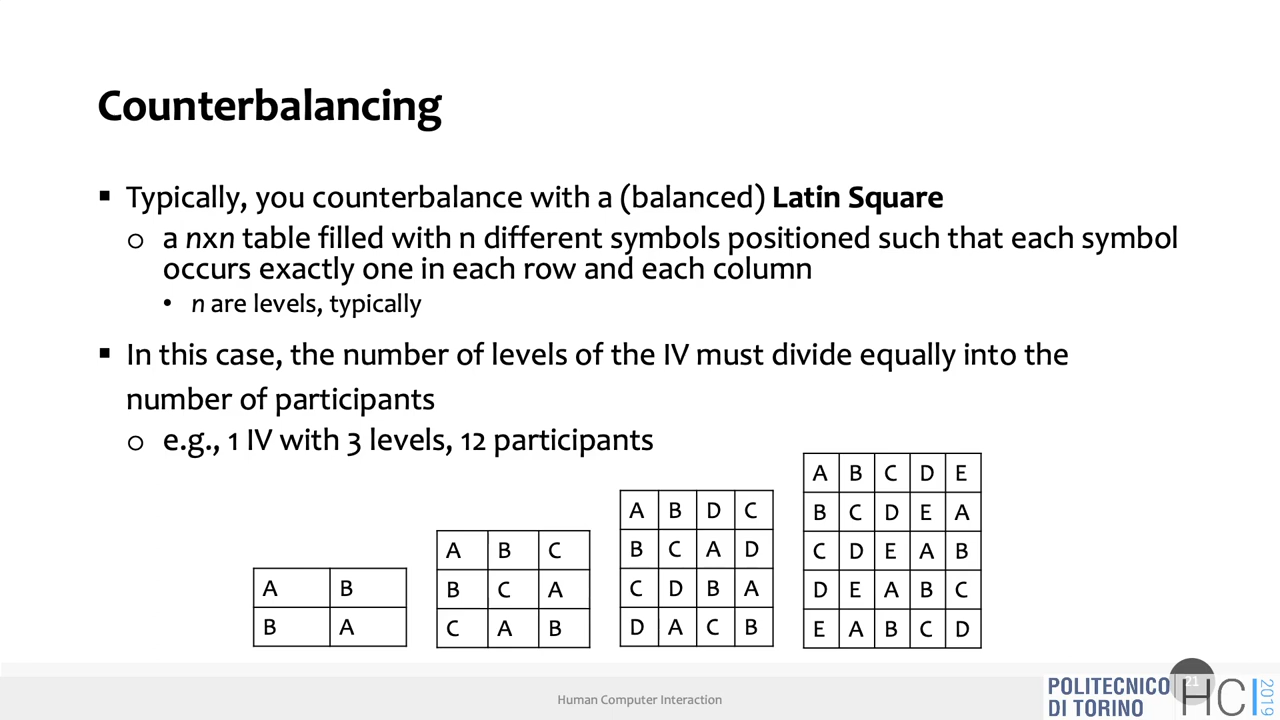 Counterbalancing
▪ Typically, you counterbalance with a (balanced) Latin Square
o a nxn table filled with n different symbols positioned such that each symbol
occurs exactly one in each row and each column
• n are levels, typically
▪ In this case, the number of levels of the IV must divide equally into the
number of participants
o e.g., 1 IV with 3 levels, 12 participants
A B
B A
A B C
B C A
C A B
A B D C
B C A D
C D B A
D A C B
A B C D E
B C D E A
C D E A B
D E A B C
E A B C D
Human Computer Interaction
POLITECNICO
DI TORINO
21
HCI
2019